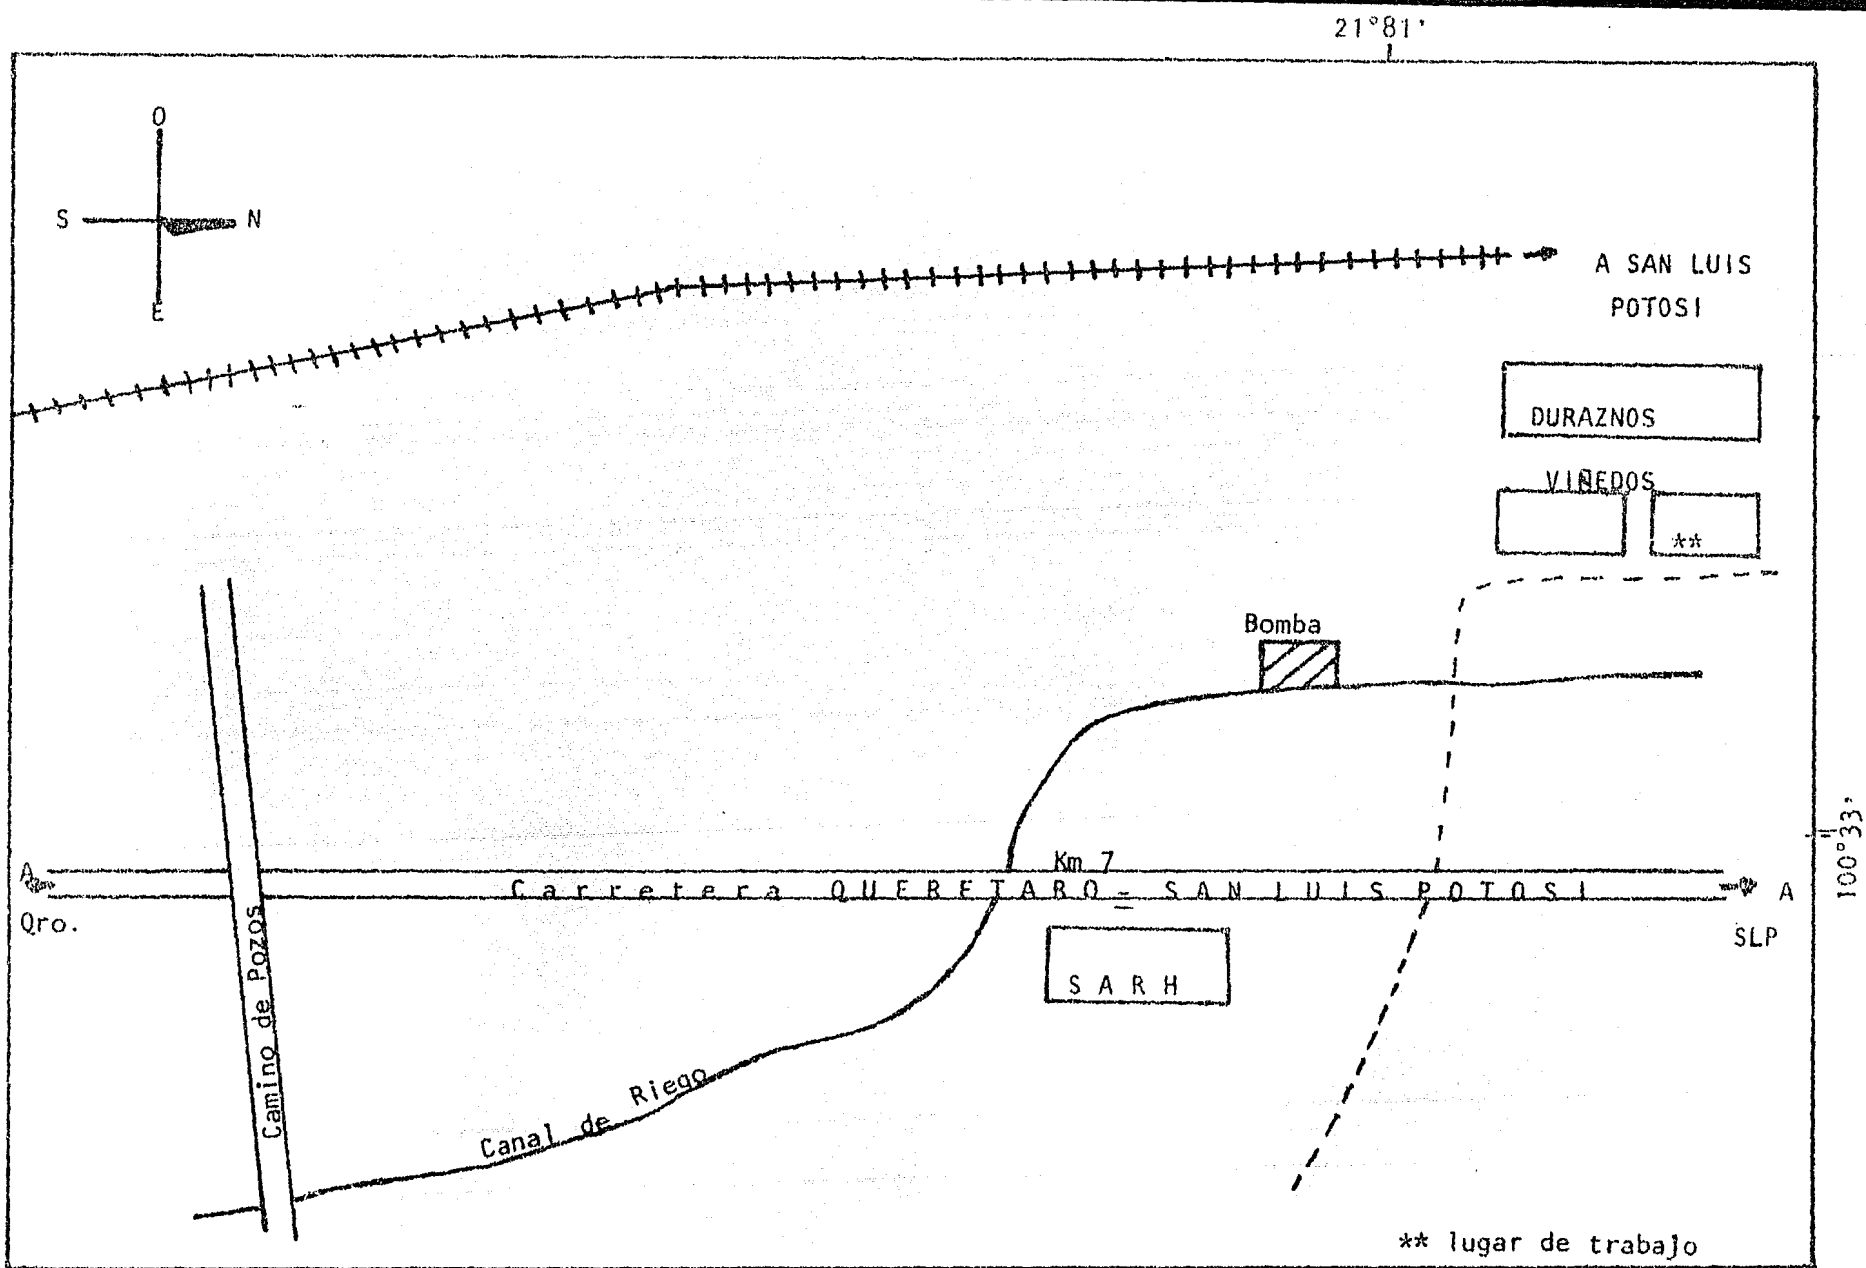 21°81'
O
S N
E
A SAN LUIS
POTOSI
DURAZNOS
VIÑEDOS
**
Bomba
100°33'
Km 7
A
Carretera QUERETARO = SAN LUIS POTOSI
A
Qro.
SLP
Camino de Pozos
S A R H
Canal de Riego
** lugar de trabajo